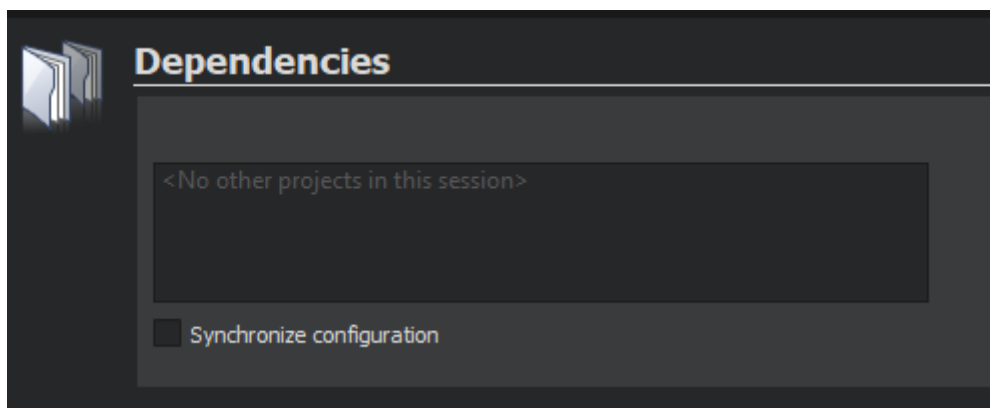 Dependencies
<No other projects in this session>
Synchronize configuration